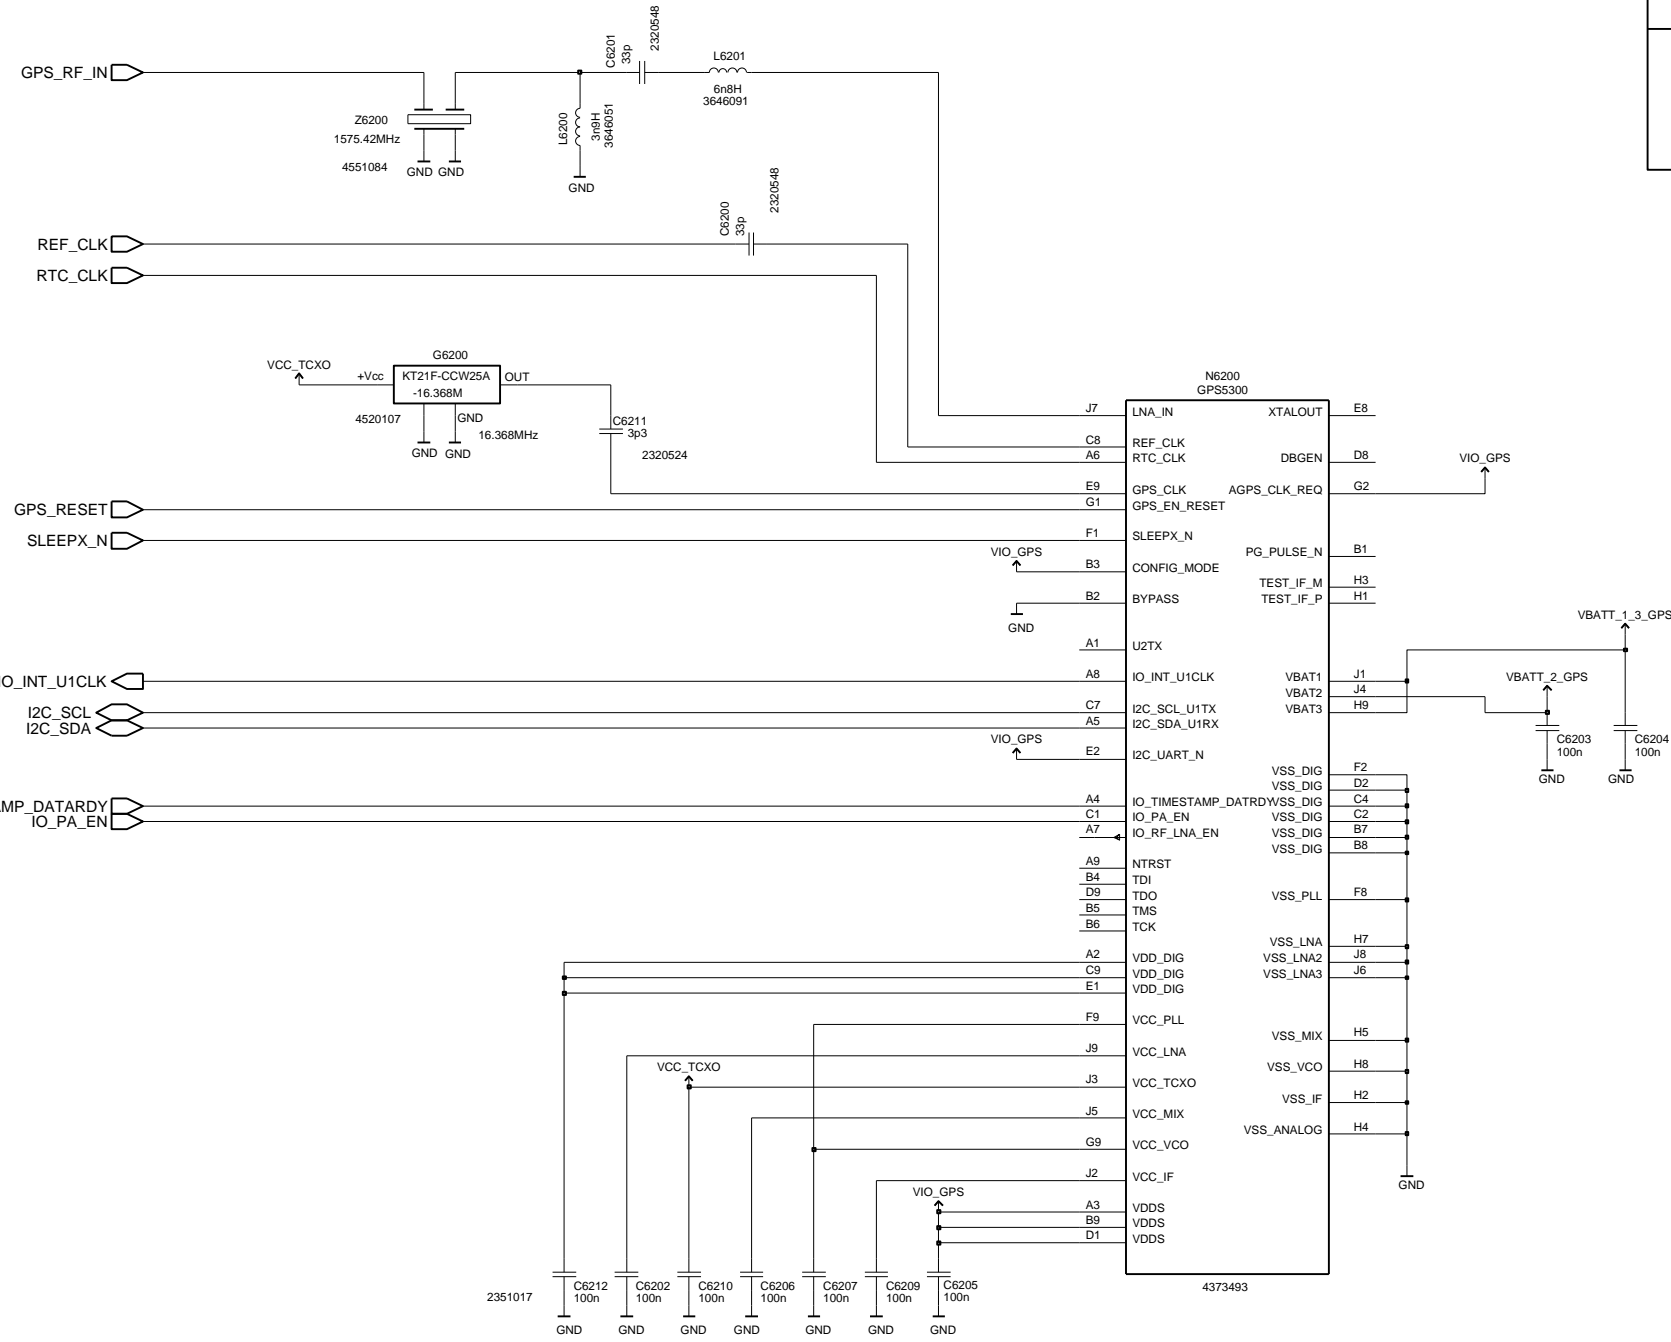 GPS_RF_IN
C6201
33p
2320548
L6201
6n8H
3646091
Z6200
1575.42MHz
4551084
GND GND
L6200
3n9H
3646051
GND
REF_CLK
C6200
33p
2320548
RTC_CLK
VCC_TCXO
G6200
+Vcc
KT21F-CCW25A
-16.368M
OUT
4520107
GND
16.368MHz
GND GND
C6211
3p3
2320524
GPS_RESET
SLEEPX_N
IO_INT_U1CLK
I2C_SCL
I2C_SDA
AMP_DATARDY
IO_PA_EN
N6200
GPS5300
J7 LNA_IN
C8 REF_CLK
A6 RTC_CLK
E9 GPS_CLK
G1 GPS_EN_RESET
F1 SLEEPX_N
VIO_GPS
B3 CONFIG_MODE
B2 BYPASS
GND
A1 U2TX
A8 IO_INT_U1CLK
C7 I2C_SCL_U1TX
A5 I2C_SDA_U1RX
VIO_GPS
E2 I2C_UART_N
A4 IO_TIMESTAMP_DATRDY
C1 IO_PA_EN
A7 IO_RF_LNA_EN
A9 NTRST
B4 TDI
D9 TDO
B5 TMS
B6 TCK
A2 VDD_DIG
C9 VDD_DIG
E1 VDD_DIG
F9 VCC_PLL
J9 VCC_LNA
VCC_TCXO
J3 VCC_TCXO
J5 VCC_MIX
G9 VCC_VCO
J2 VCC_IF
VIO_GPS
A3 VDDS
B9 VDDS
D1 VDDS
XTALOUT E8
DBGEN D8
AGPS_CLK_REQ G2
VIO_GPS
PG_PULSE_N B1
TEST_IF_M H3
TEST_IF_P H1
VBATT_1_3_GPS
VBAT1 J1
VBAT2 J4
VBAT3 H9
VBATT_2_GPS
C6203
100n
GND
C6204
100n
GND
VSS_DIG F2
VSS_DIG D2
VSS_DIG C4
VSS_DIG C2
VSS_DIG B7
VSS_DIG B8
VSS_PLL F8
VSS_LNA H7
VSS_LNA2 J8
VSS_LNA3 J6
VSS_MIX H5
VSS_VCO H8
VSS_IF H2
VSS_ANALOG H4
GND
4373493
2351017
C6212
100n
C6202
100n
C6210
100n
C6206
100n
C6207
100n
C6209
100n
C6205
100n
GND GND GND GND GND GND GND